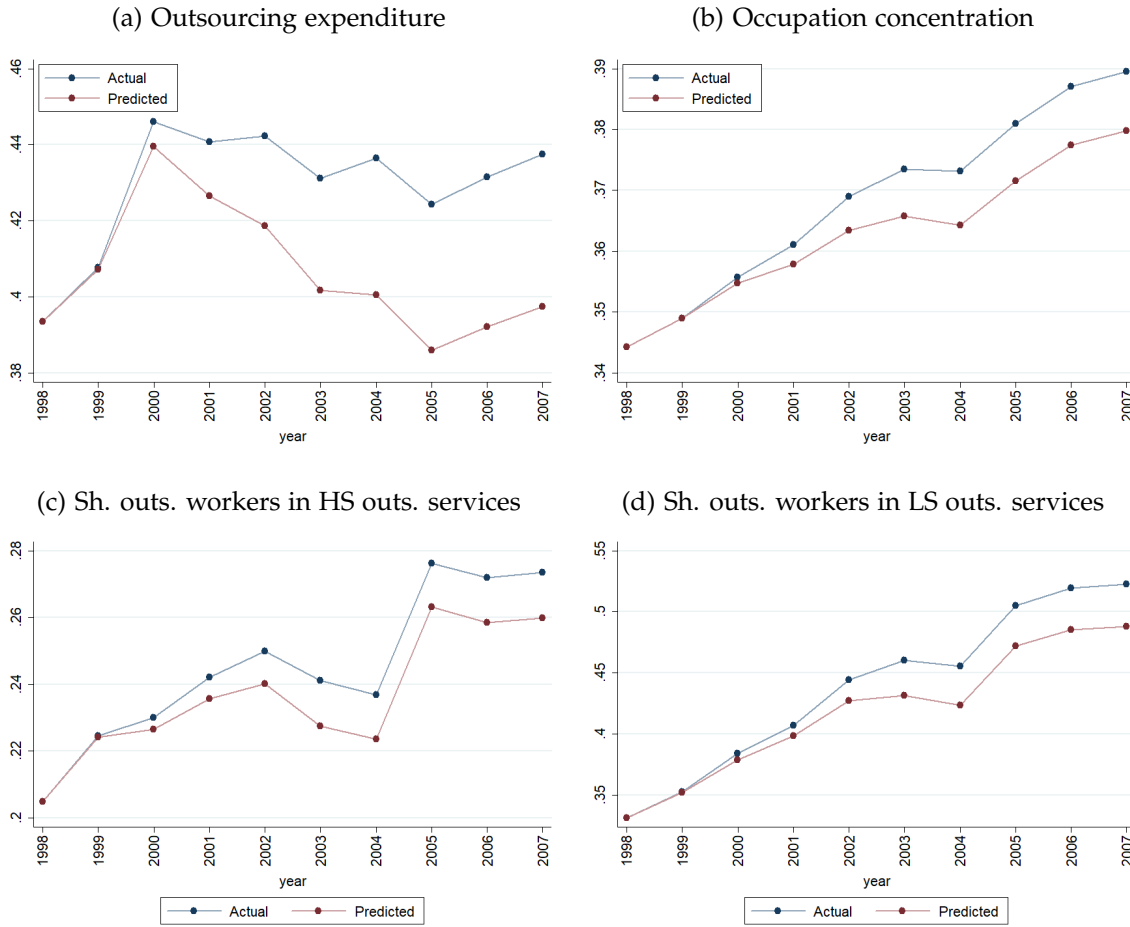 (a) Outsourcing expenditure
.46
.44
.42
.4
.38
Actual
Predicted
1998 1999 2000 2001 2002 2003 2004 2005 2006 2007
year
(b) Occupation concentration
.39
.38
.37
.36
.35
.34
Actual
Predicted
1998 1999 2000 2001 2002 2003 2004 2005 2006 2007
year
(c) Sh. outs. workers in HS outs. services
.28
.26
.24
.22
.2
1998 1999 2000 2001 2002 2003 2004 2005 2006 2007
year
Actual Predicted
(d) Sh. outs. workers in LS outs. services
.55
.5
.45
.4
.35
1998 1999 2000 2001 2002 2003 2004 2005 2006 2007
year
Actual Predicted